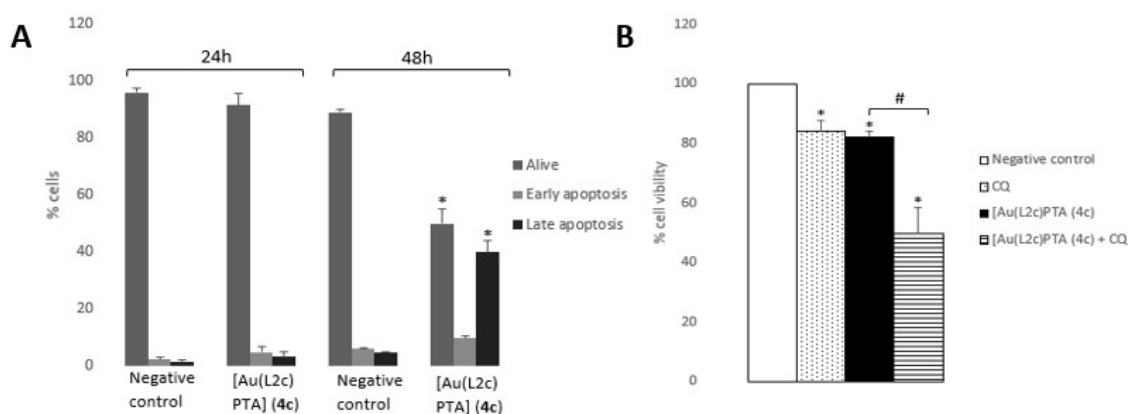 A
120
100
80
60
40
20
0
% cells
24h
48h
*
*
Alive
Early apoptosis
Late apoptosis
Negative
control
[Au(L2c)
PTA] (4c)
Negative
control
[Au(L2c)
PTA] (4c)
B
120
100
80
60
40
20
0
% cell vibility
*
*
#
*
Negative control
CQ
[Au(L2c)PTA (4c)
[Au(L2c)PTA (4c) + CQ